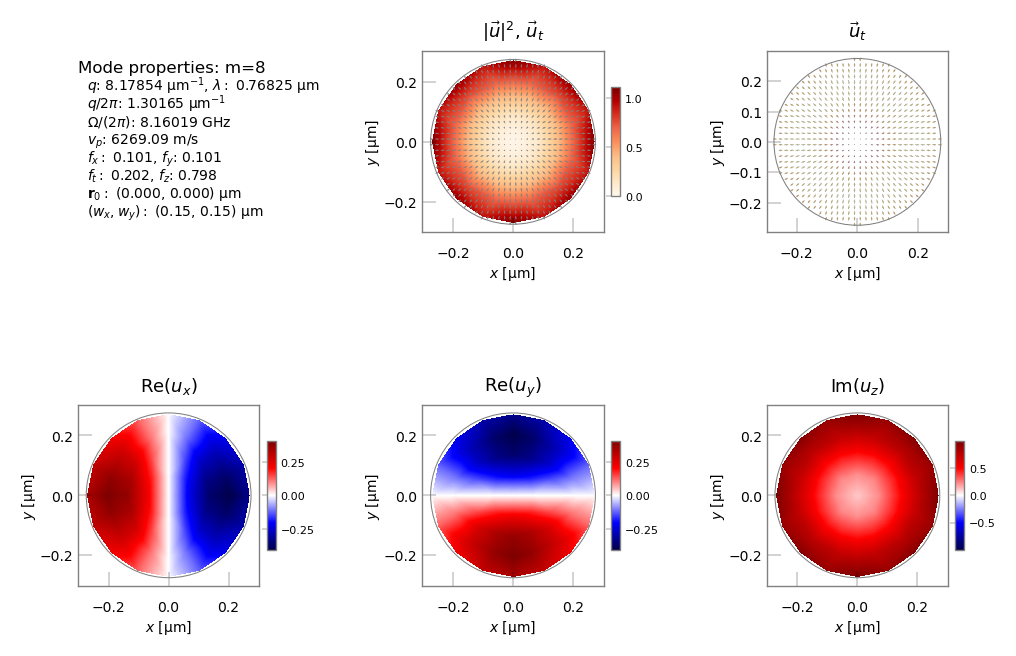 Mode properties: m=8
q: 8.17854 μm⁻¹, λ: 0.76825 μm
q/2π: 1.30165 μm⁻¹
Ω/(2π): 8.16019 GHz
vₚ: 6269.09 m/s
fₓ: 0.101, f_y: 0.101
fₜ: 0.202, f_z: 0.798
r₀: (0.000, 0.000) μm
(wₓ, w_y): (0.15, 0.15) μm
|u⃗|², u⃗ₜ
0.2
0.0
−0.2
y [μm]
−0.2 0.0 0.2
x [μm]
1.0
0.5
0.0
u⃗ₜ
0.2
0.1
0.0
−0.1
−0.2
y [μm]
−0.2 0.0 0.2
x [μm]
Re(uₓ)
0.2
0.0
−0.2
y [μm]
−0.2 0.0 0.2
x [μm]
0.25
0.00
−0.25
Re(u_y)
0.2
0.0
−0.2
y [μm]
−0.2 0.0 0.2
x [μm]
0.25
0.00
−0.25
Im(u_z)
0.2
0.0
−0.2
y [μm]
−0.2 0.0 0.2
x [μm]
0.5
0.0
−0.5